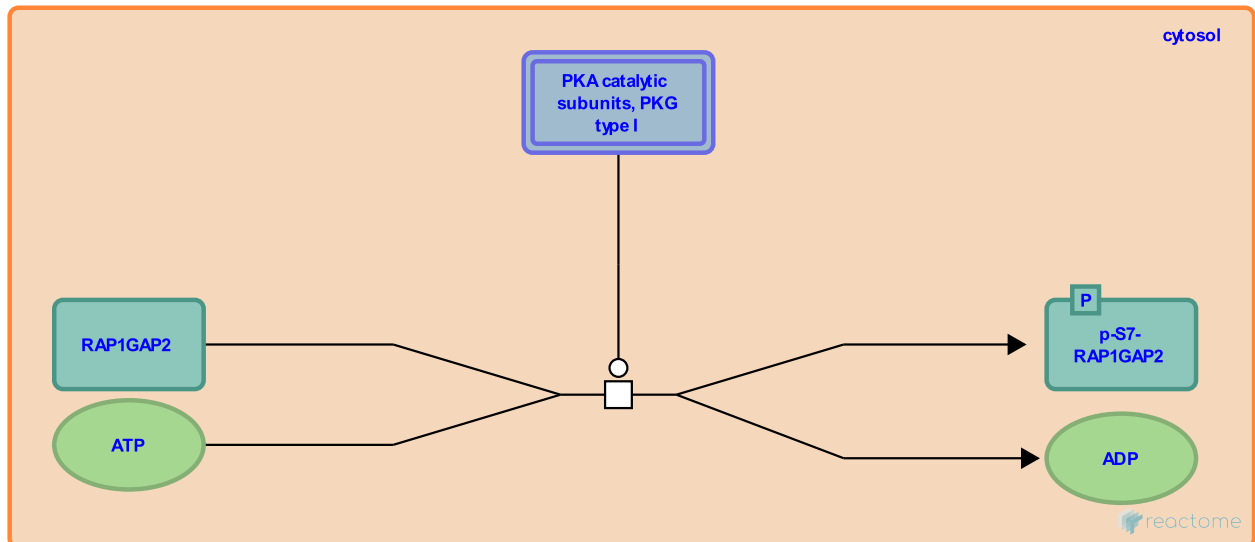 cytosol
PKA catalytic
subunits, PKG
type I
RAP1GAP2
ATP
P
p-S7-
RAP1GAP2
ADP
reactome